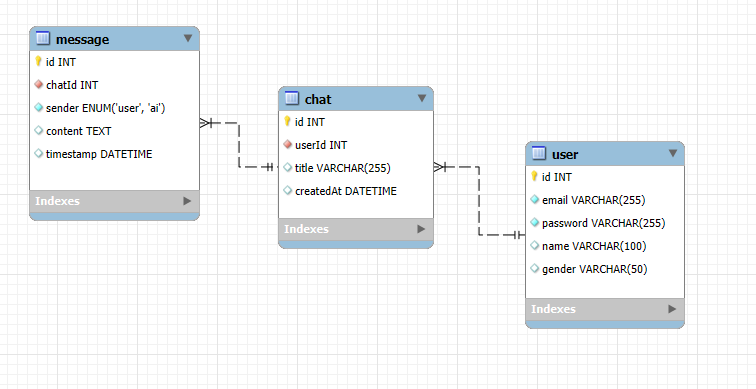 message
id INT
chatId INT
sender ENUM('user', 'ai')
content TEXT
timestamp DATETIME
Indexes
chat
id INT
userId INT
title VARCHAR(255)
createdAt DATETIME
Indexes
user
id INT
email VARCHAR(255)
password VARCHAR(255)
name VARCHAR(100)
gender VARCHAR(50)
Indexes